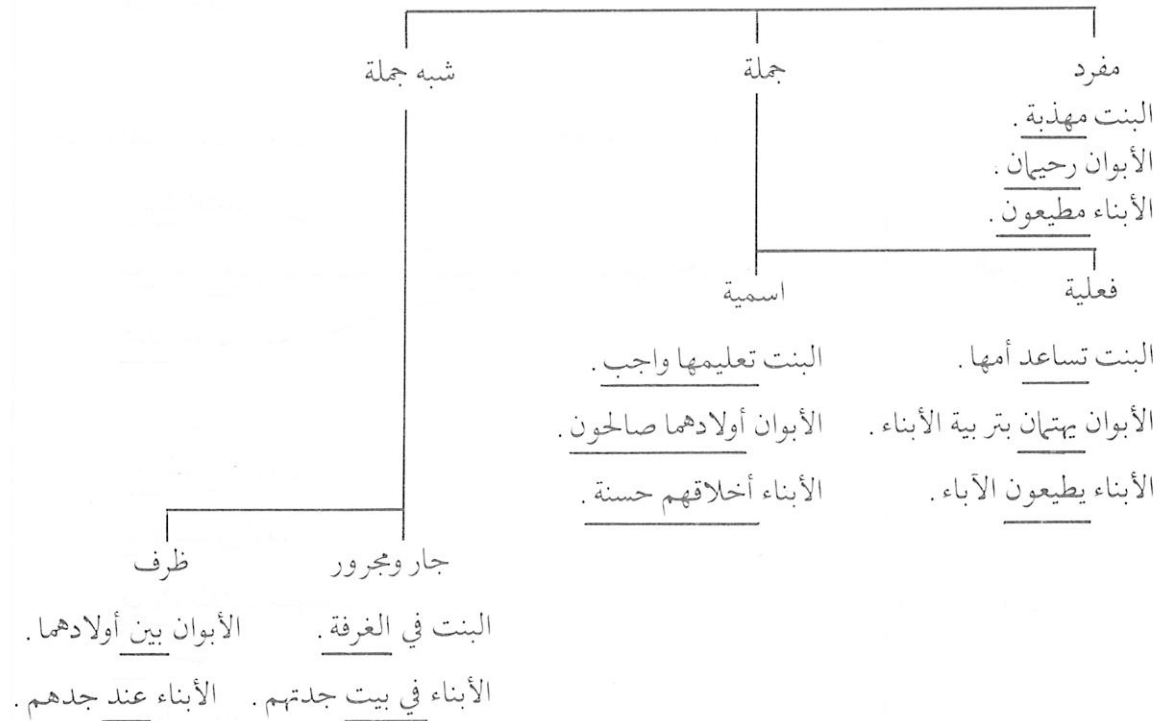 مفرد
جملة
شبه جملة
البنت مهذبة .
الأبوان رحيمان .
الأبناء مطيعون .
فعلية
اسمية
البنت تساعد أمها .
البنت تعليمها واجب .
الأبوان يهتمان بتربية الأبناء .
الأبوان أولادهما صالحون .
الأبناء يطيعون الآباء .
الأبناء أخلاقهم حسنة .
جار ومجرور
ظرف
البنت في الغرفة .
الأبوان بين أولادهما .
الأبناء في بيت جدتهم .
الأبناء عند جدهم .